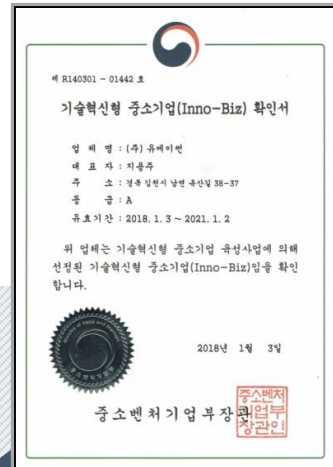 제 R140301 - 01442 호
기술혁신형 중소기업(Inno-Biz) 확인서
업 체 명 : (주) 유에이번
대 표 자 : 지용주
주 소 : 경북 김천시 남면 옥산길 38-37
등 급 : A
유효기간 : 2018. 1. 3 ~ 2021. 1. 2
위 업체는 기술혁신형 중소기업 육성사업에 의해
선정된 기술혁신형 중소기업(Inno-Biz)임을 확인
합니다.
2018년 1월 3일
중소벤처기업부장관
중소벤처
기업부
장관인